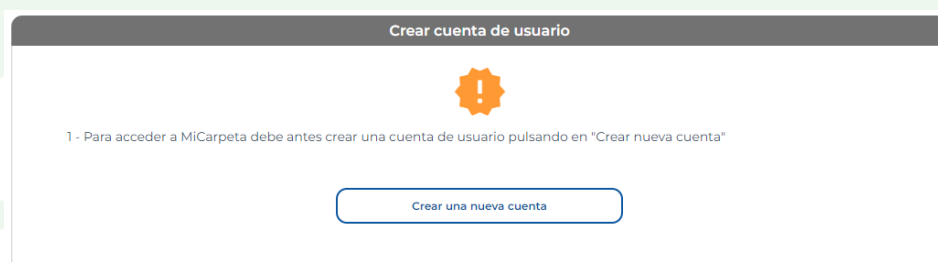 Crear cuenta de usuario
1 - Para acceder a MiCarpeta debe antes crear una cuenta de usuario pulsando en "Crear nueva cuenta"
Crear una nueva cuenta